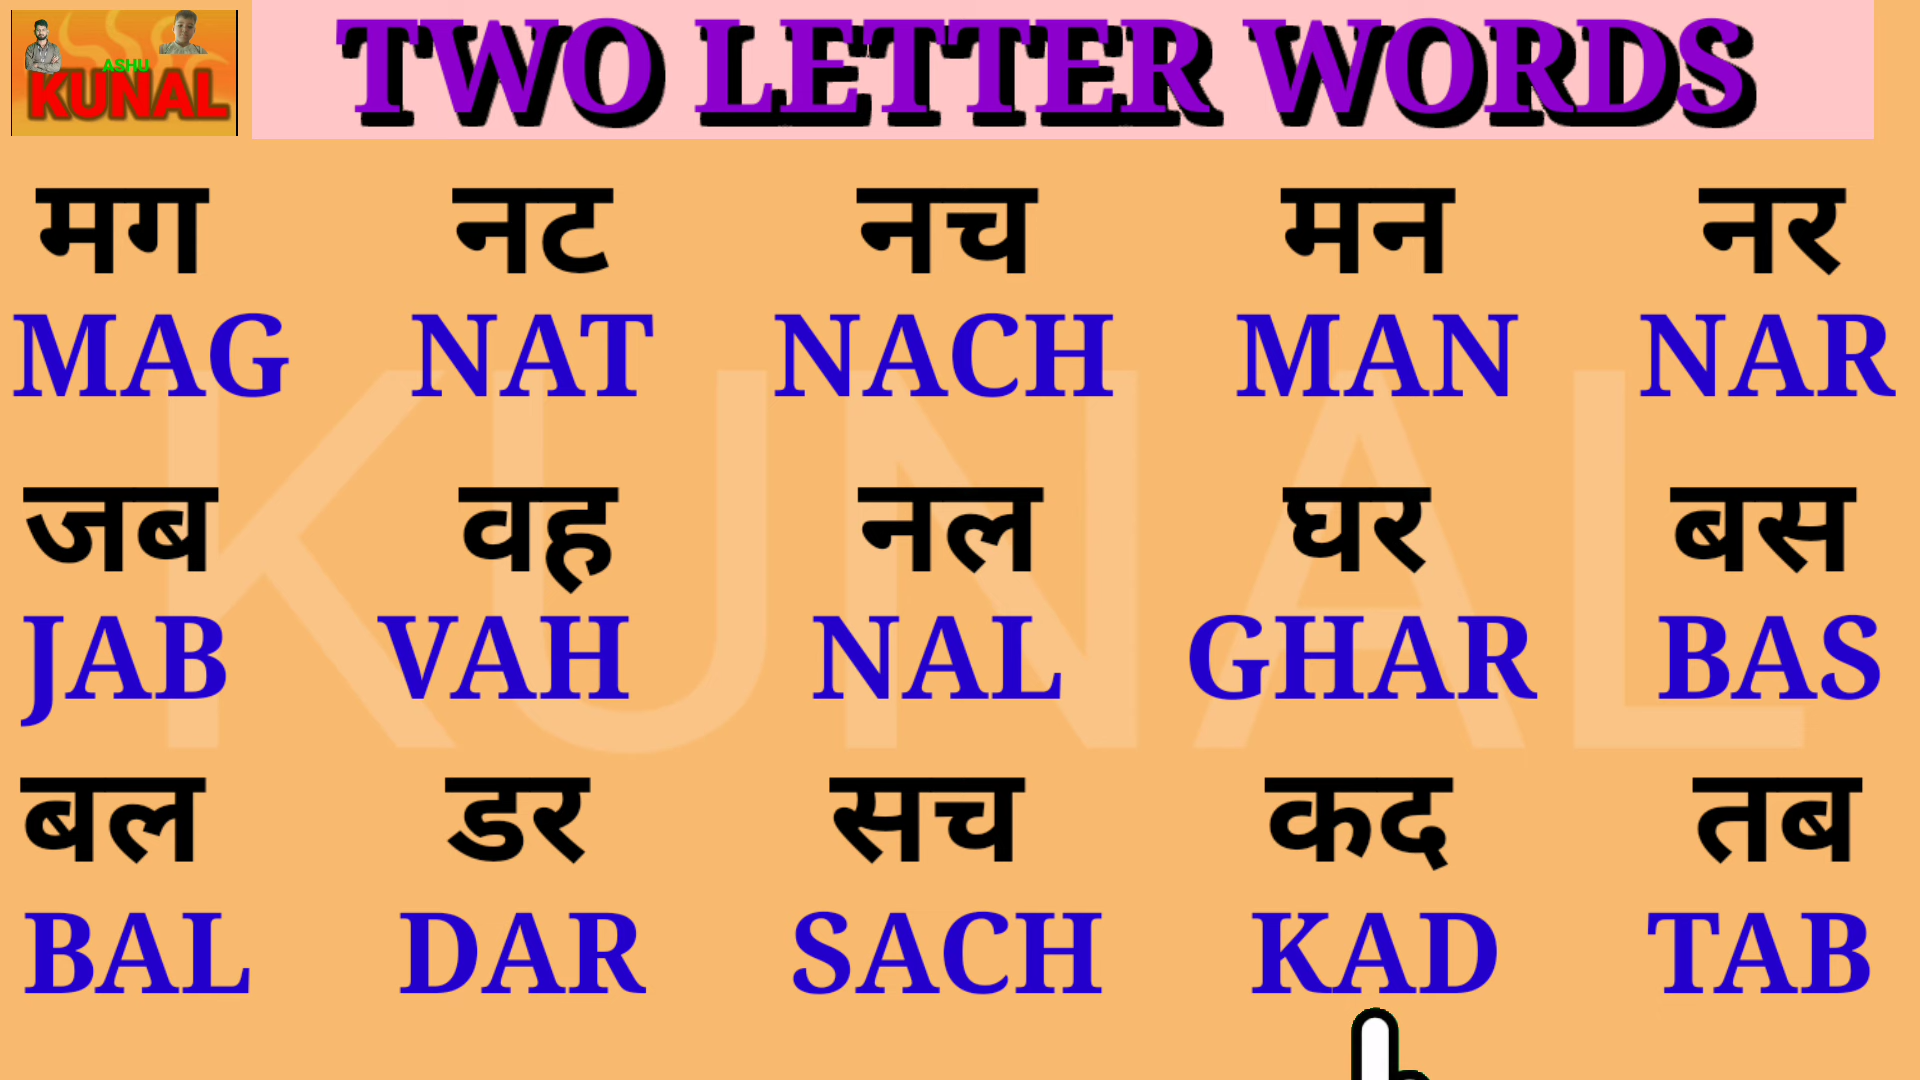 ASHU
KUNAL
TWO LETTER WORDS
मग नट नच मन नर
MAG NAT NACH MAN NAR
जब वह नल घर बस
JAB VAH NAL GHAR BAS
बल डर सच कद तब
BAL DAR SACH KAD TAB
KUNAL